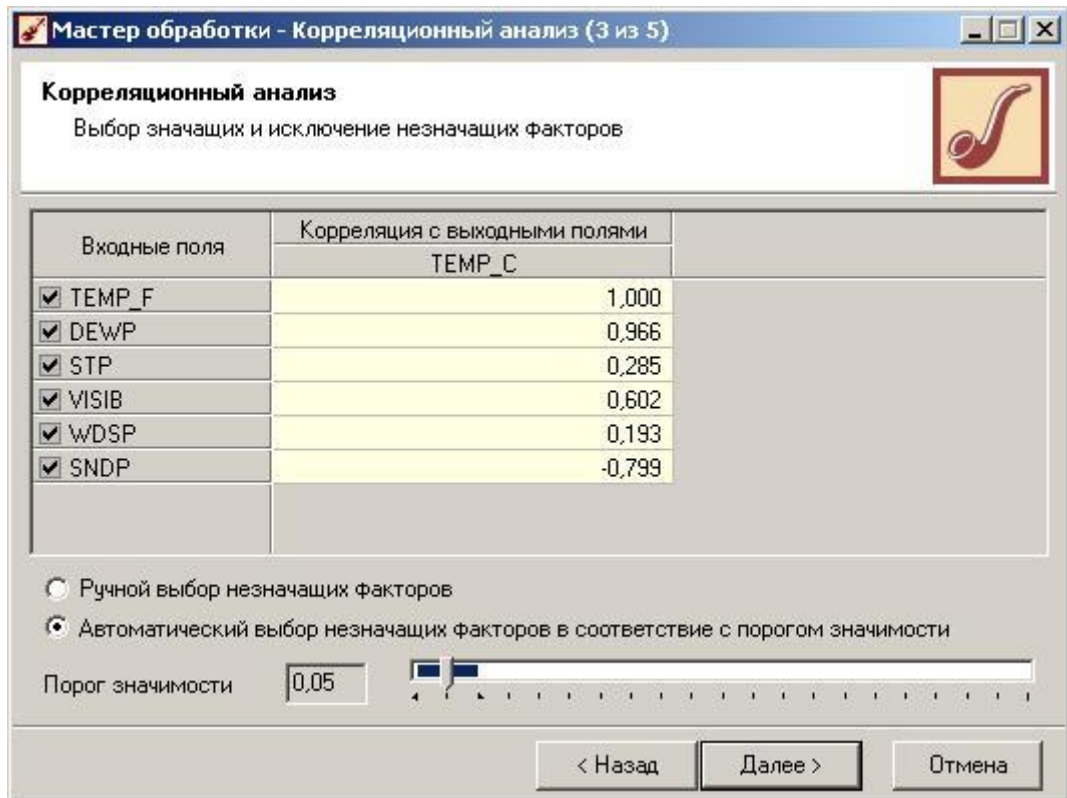 Мастер обработки - Корреляционный анализ (3 из 5)
Корреляционный анализ
Выбор значащих и исключение незначащих факторов
Входные поля
Корреляция с выходными полями
TEMP_C
TEMP_F 1,000
DEWP 0,966
STP 0,285
VISIB 0,602
WDSP 0,193
SNDP -0,799
Ручной выбор незначащих факторов
Автоматический выбор незначащих факторов в соответствие с порогом значимости
Порог значимости 0,05
< Назад Далее > Отмена